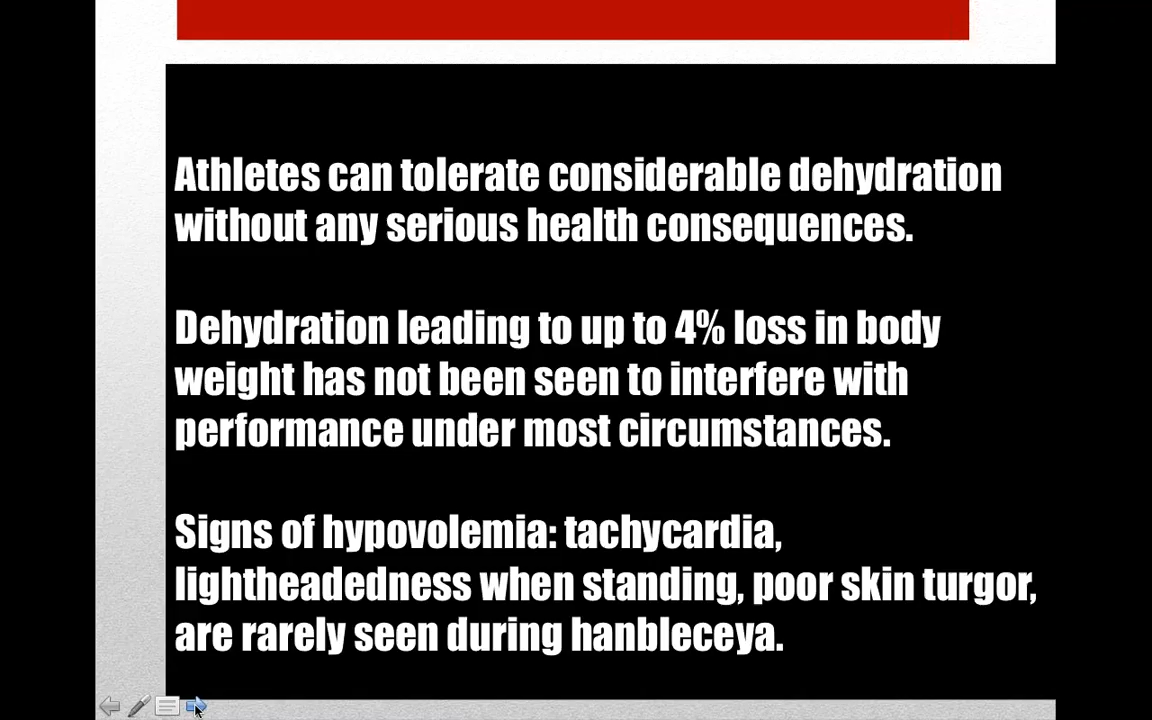 Athletes can tolerate considerable dehydration
without any serious health consequences.
Dehydration leading to up to 4% loss in body
weight has not been seen to interfere with
performance under most circumstances.
Signs of hypovolemia: tachycardia,
lightheadedness when standing, poor skin turgor,
are rarely seen during hanbleceya.